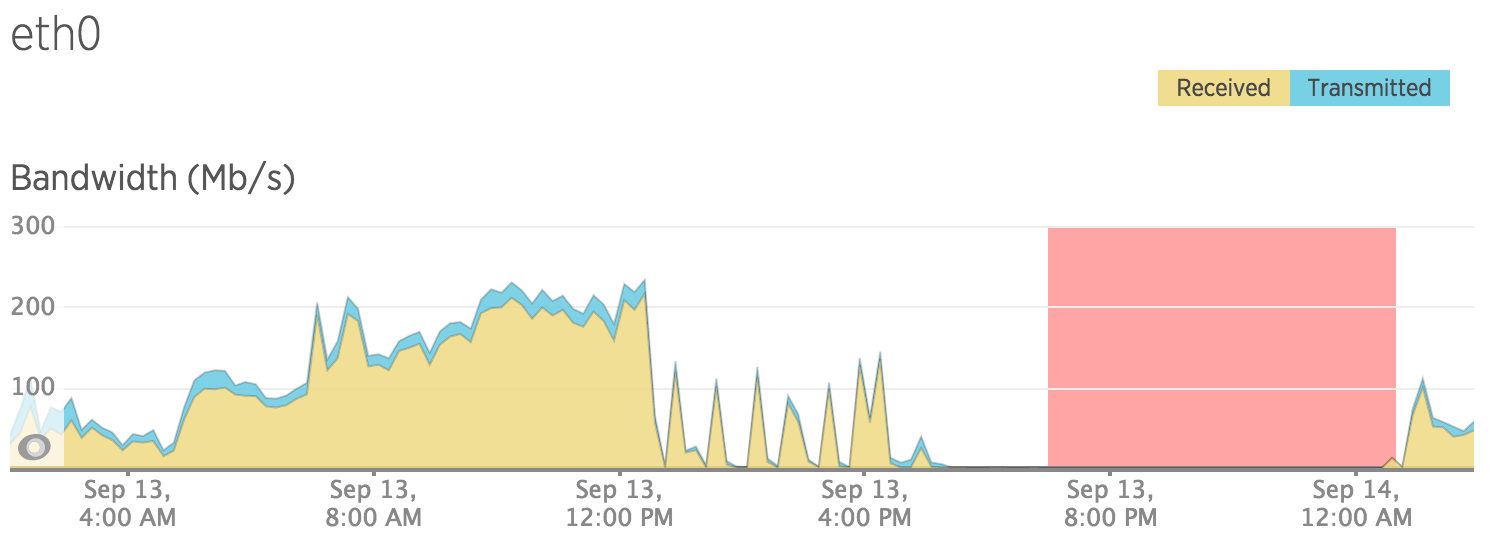 eth0
Received Transmitted
Bandwidth (Mb/s)
300
200
100
Sep 13, Sep 13, Sep 13, Sep 13, Sep 13, Sep 14,
4:00 AM 8:00 AM 12:00 PM 4:00 PM 8:00 PM 12:00 AM